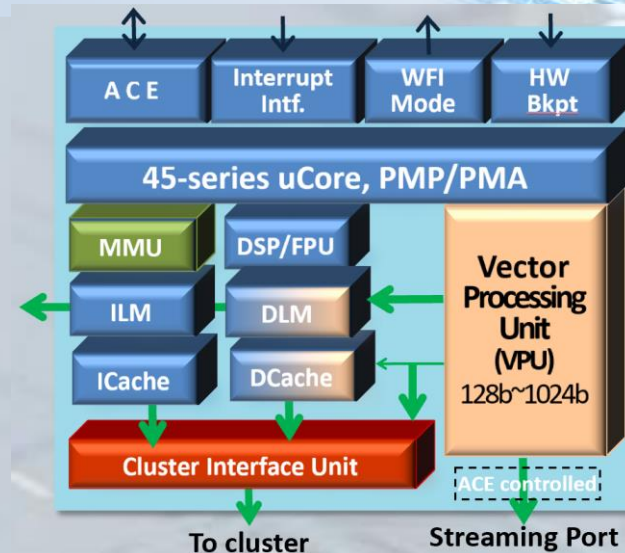 A C E
Interrupt
Intf.
WFI
Mode
HW
Bkpt
45-series uCore, PMP/PMA
MMU
DSP/FPU
Vector
Processing
Unit
(VPU)
128b~1024b
ILM
DLM
ICache
DCache
Cluster Interface Unit
ACE controlled
To cluster
Streaming Port